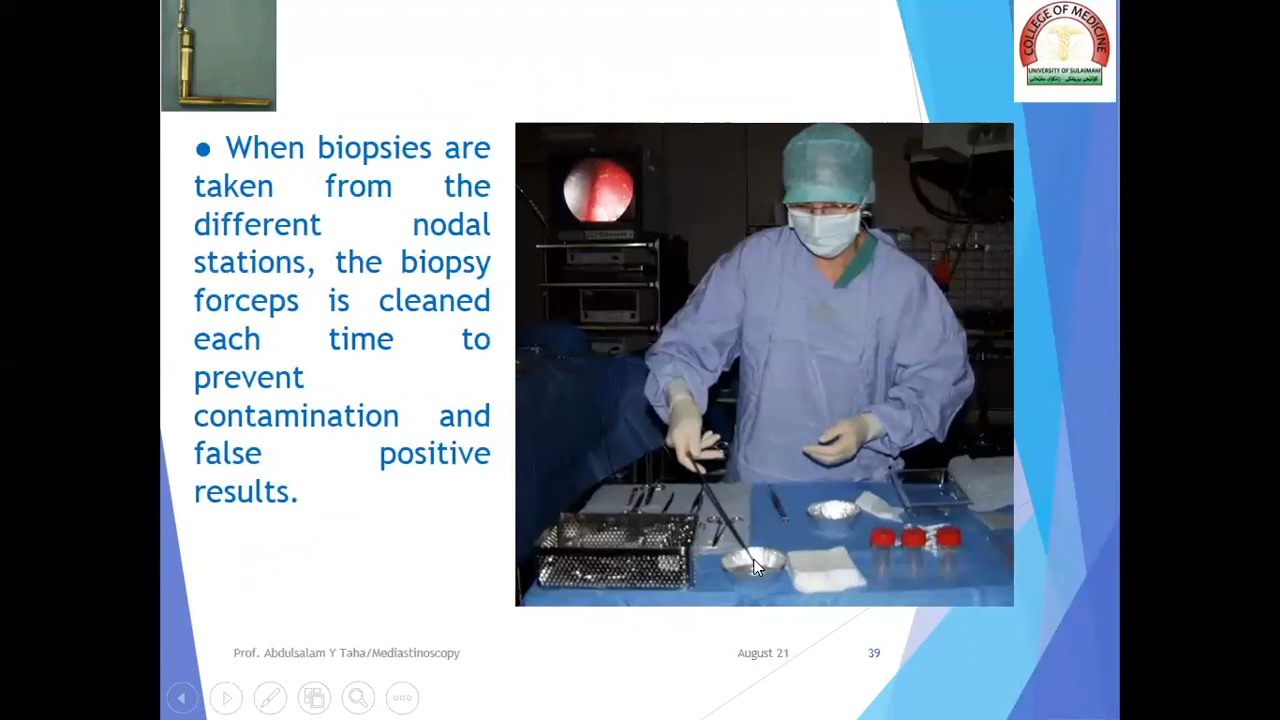 COLLEGE OF MEDICINE
UNIVERSITY OF SULAIMANI
● When biopsies are
taken from the
different nodal
stations, the biopsy
forceps is cleaned
each time to
prevent
contamination and
false positive
results.
Prof. Abdulsalam Y Taha/Mediastinoscopy
August 21
39